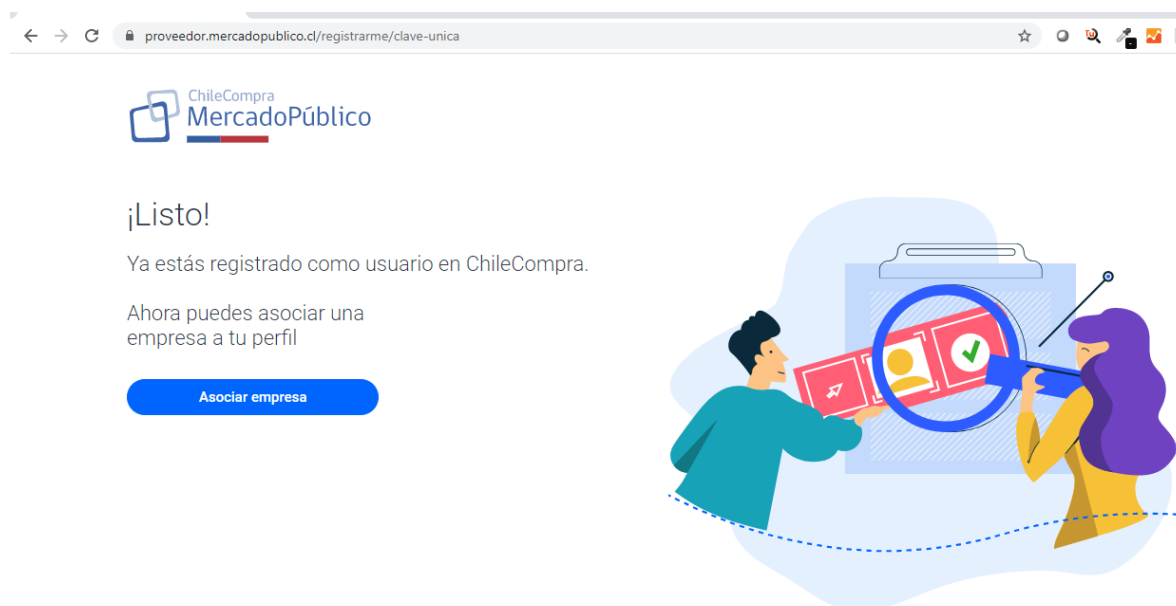 proveedor.mercadopublico.cl/registrarme/clave-unica
ChileCompra
MercadoPúblico
¡Listo!
Ya estás registrado como usuario en ChileCompra.
Ahora puedes asociar una
empresa a tu perfil
Asociar empresa